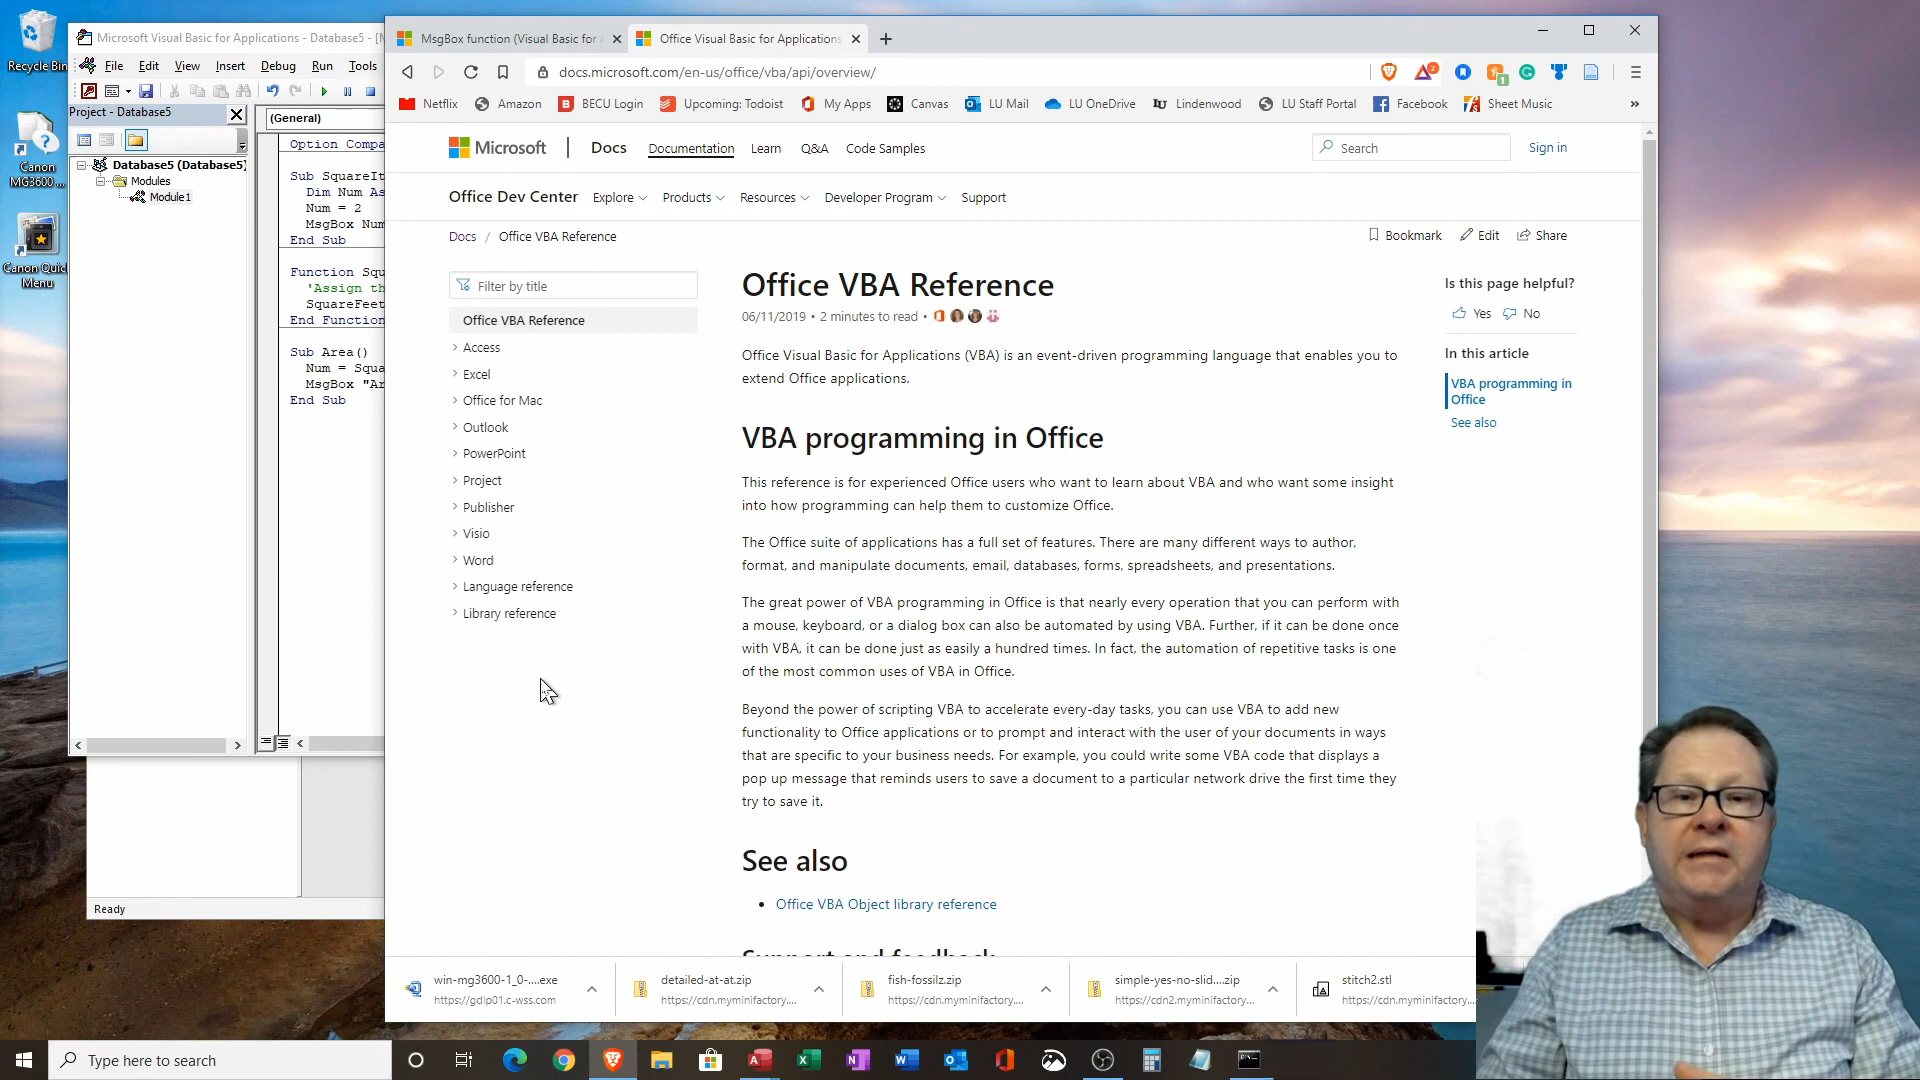 Recycle Bin
Canon
MG3600 ...
Canon Quick
Menu
Microsoft Visual Basic for Applications - Database5 - [M
File Edit View Insert Debug Run Tools
Project - Database5
Database5 (Database5)
Modules
Module1
(General)
Option Compa
Sub SquareIt
Dim Num As
Num = 2
MsgBox Num
End Sub
Function Squ
'Assign th
SquareFeet
End Function
Sub Area()
Num = Squa
MsgBox "Ar
End Sub
Ready
MsgBox function (Visual Basic for A
Office Visual Basic for Applications
docs.microsoft.com/en-us/office/vba/api/overview/
2
1
Netflix Amazon BECU Login Upcoming: Todoist My Apps Canvas LU Mail LU OneDrive Lindenwood LU Staff Portal Facebook Sheet Music »
Microsoft Docs Documentation Learn Q&A Code Samples Search Sign in
Office Dev Center Explore Products Resources Developer Program Support
Docs / Office VBA Reference
Bookmark Edit Share
Filter by title
Office VBA Reference
Access
Excel
Office for Mac
Outlook
PowerPoint
Project
Publisher
Visio
Word
Language reference
Library reference
Office VBA Reference
06/11/2019 • 2 minutes to read •
Office Visual Basic for Applications (VBA) is an event-driven programming language that enables you to
extend Office applications.
VBA programming in Office
This reference is for experienced Office users who want to learn about VBA and who want some insight
into how programming can help them to customize Office.
The Office suite of applications has a full set of features. There are many different ways to author,
format, and manipulate documents, email, databases, forms, spreadsheets, and presentations.
The great power of VBA programming in Office is that nearly every operation that you can perform with
a mouse, keyboard, or a dialog box can also be automated by using VBA. Further, if it can be done once
with VBA, it can be done just as easily a hundred times. In fact, the automation of repetitive tasks is one
of the most common uses of VBA in Office.
Beyond the power of scripting VBA to accelerate every-day tasks, you can use VBA to add new
functionality to Office applications or to prompt and interact with the user of your documents in ways
that are specific to your business needs. For example, you could write some VBA code that displays a
pop up message that reminds users to save a document to a particular network drive the first time they
try to save it.
See also
• Office VBA Object library reference
Support and feedback
Is this page helpful?
Yes No
In this article
VBA programming in
Office
See also
win-mg3600-1_0-....exe
https://gdlp01.c-wss.com
detailed-at-at.zip
https://cdn.myminifactory....
fish-fossilz.zip
https://cdn.myminifactory....
simple-yes-no-slid....zip
https://cdn2.myminifactory...
stitch2.stl
https://cdn.myminifactory...
Type here to search